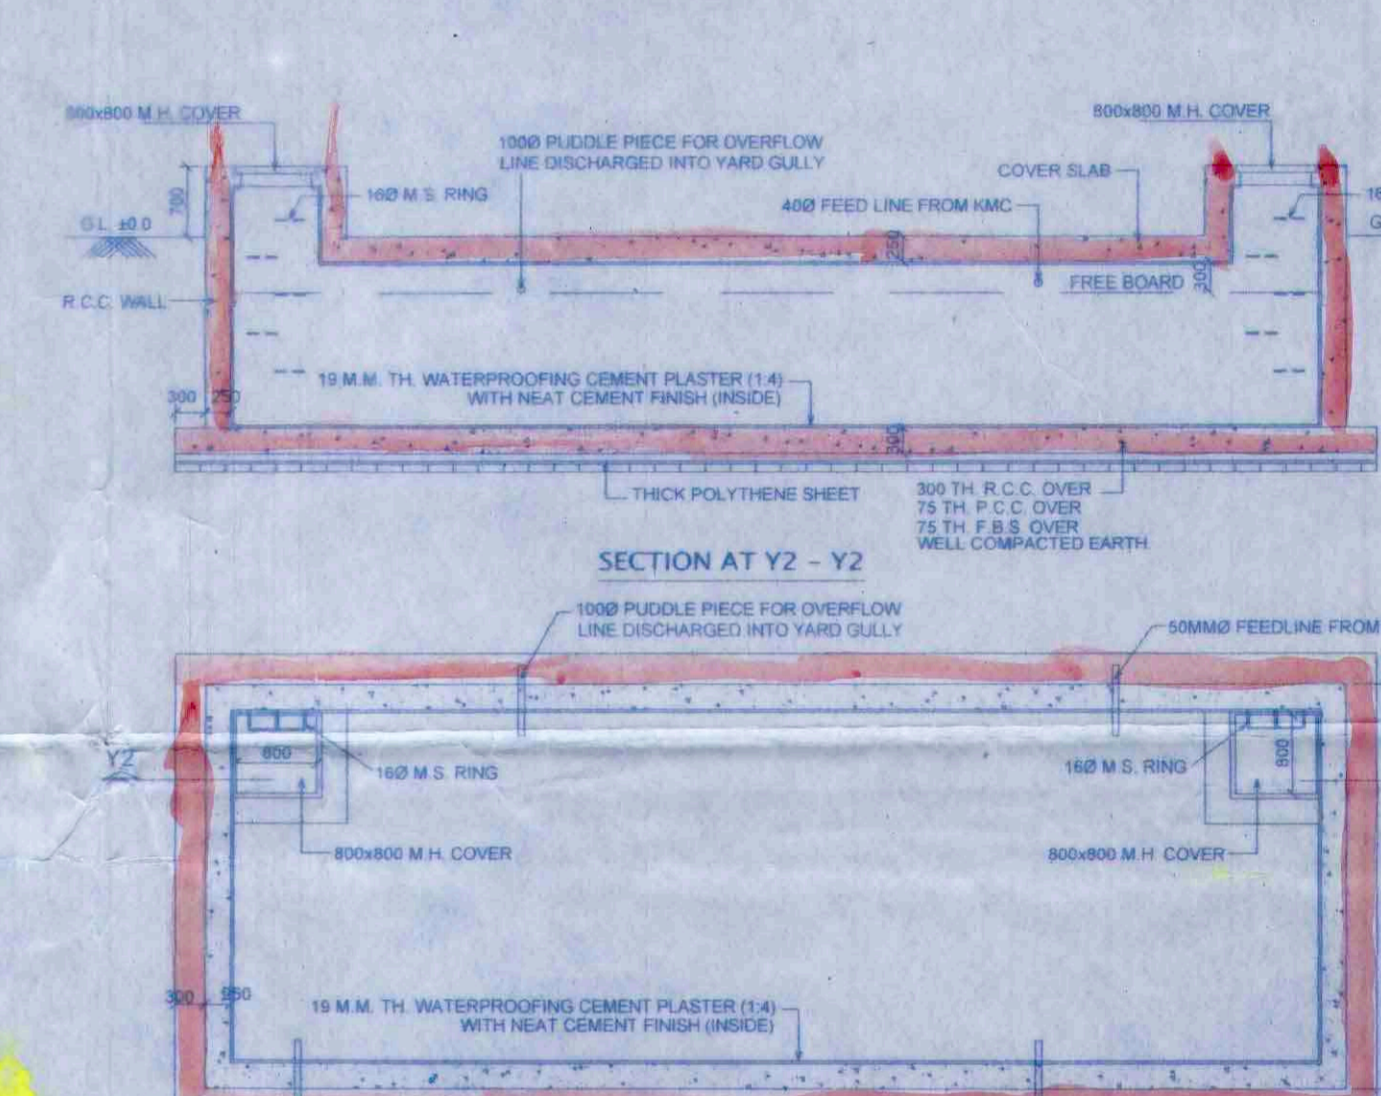 800x800 M.H. COVER
800x800 M.H. COVER
100Ø PUDDLE PIECE FOR OVERFLOW
LINE DISCHARGED INTO YARD GULLY
COVER SLAB
16Ø M.S. RING
40Ø FEED LINE FROM KMC
16
700
G.L. ±0.0
G
250
FREE BOARD
300
R.C.C. WALL
19 M.M. TH. WATERPROOFING CEMENT PLASTER (1:4)
WITH NEAT CEMENT FINISH (INSIDE)
300 250
300
THICK POLYTHENE SHEET
300 TH. R.C.C. OVER
75 TH. P.C.C. OVER
75 TH. F.B.S. OVER
WELL COMPACTED EARTH.
SECTION AT Y2 - Y2
100Ø PUDDLE PIECE FOR OVERFLOW
LINE DISCHARGED INTO YARD GULLY
50MMØ FEEDLINE FROM
Y2
800
16Ø M.S. RING
16Ø M.S. RING
800
800x800 M.H. COVER
800x800 M.H. COVER
300 250
19 M.M. TH. WATERPROOFING CEMENT PLASTER (1:4)
WITH NEAT CEMENT FINISH (INSIDE)